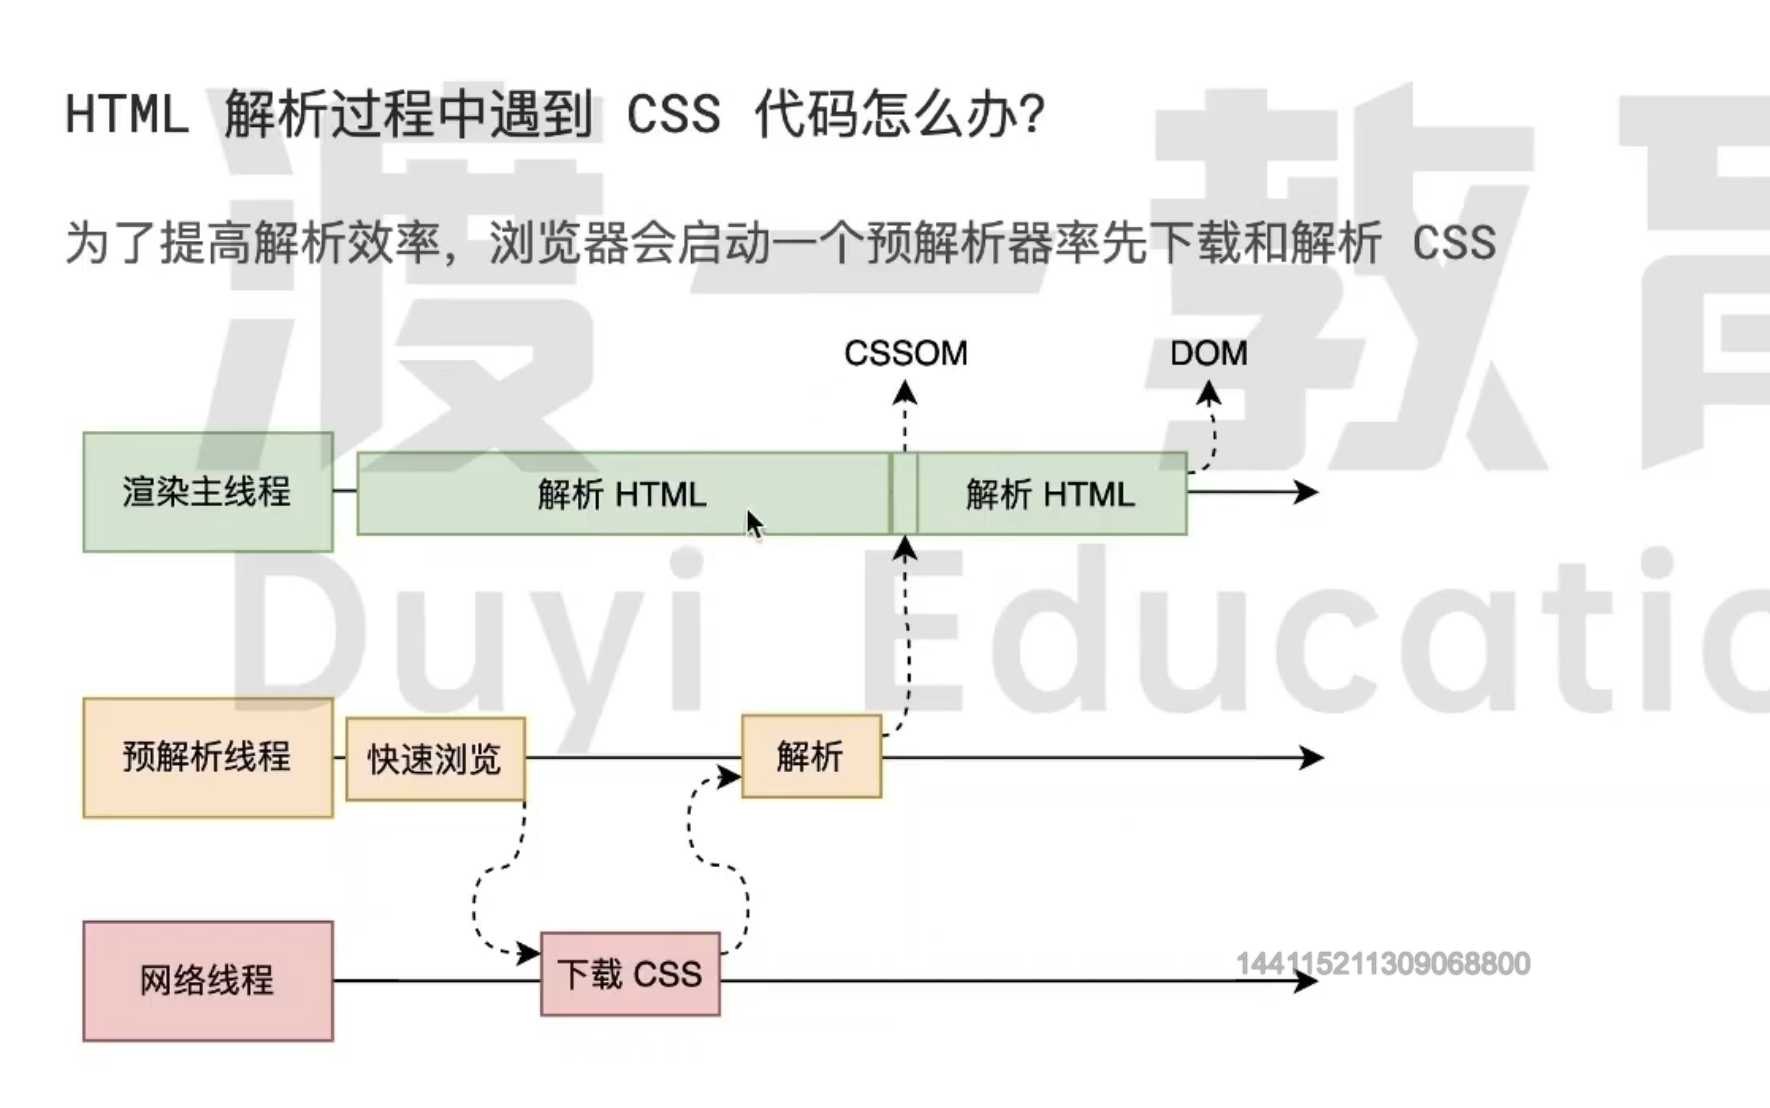 HTML 解析过程中遇到 CSS 代码怎么办？
为了提高解析效率，浏览器会启动一个预解析器率先下载和解析 CSS
CSSOM
DOM
渲染主线程
解析 HTML
解析 HTML
预解析线程
快速浏览
解析
网络线程
下载 CSS
144115211309068800
渡一教育
Duyi Educatio